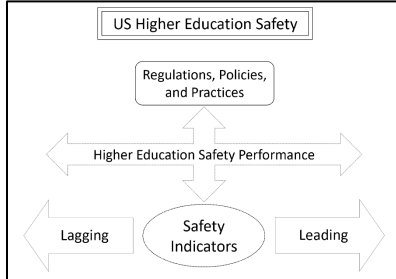 US Higher Education Safety
Regulations, Policies,
and Practices
Higher Education Safety Performance
Lagging
Safety
Indicators
Leading